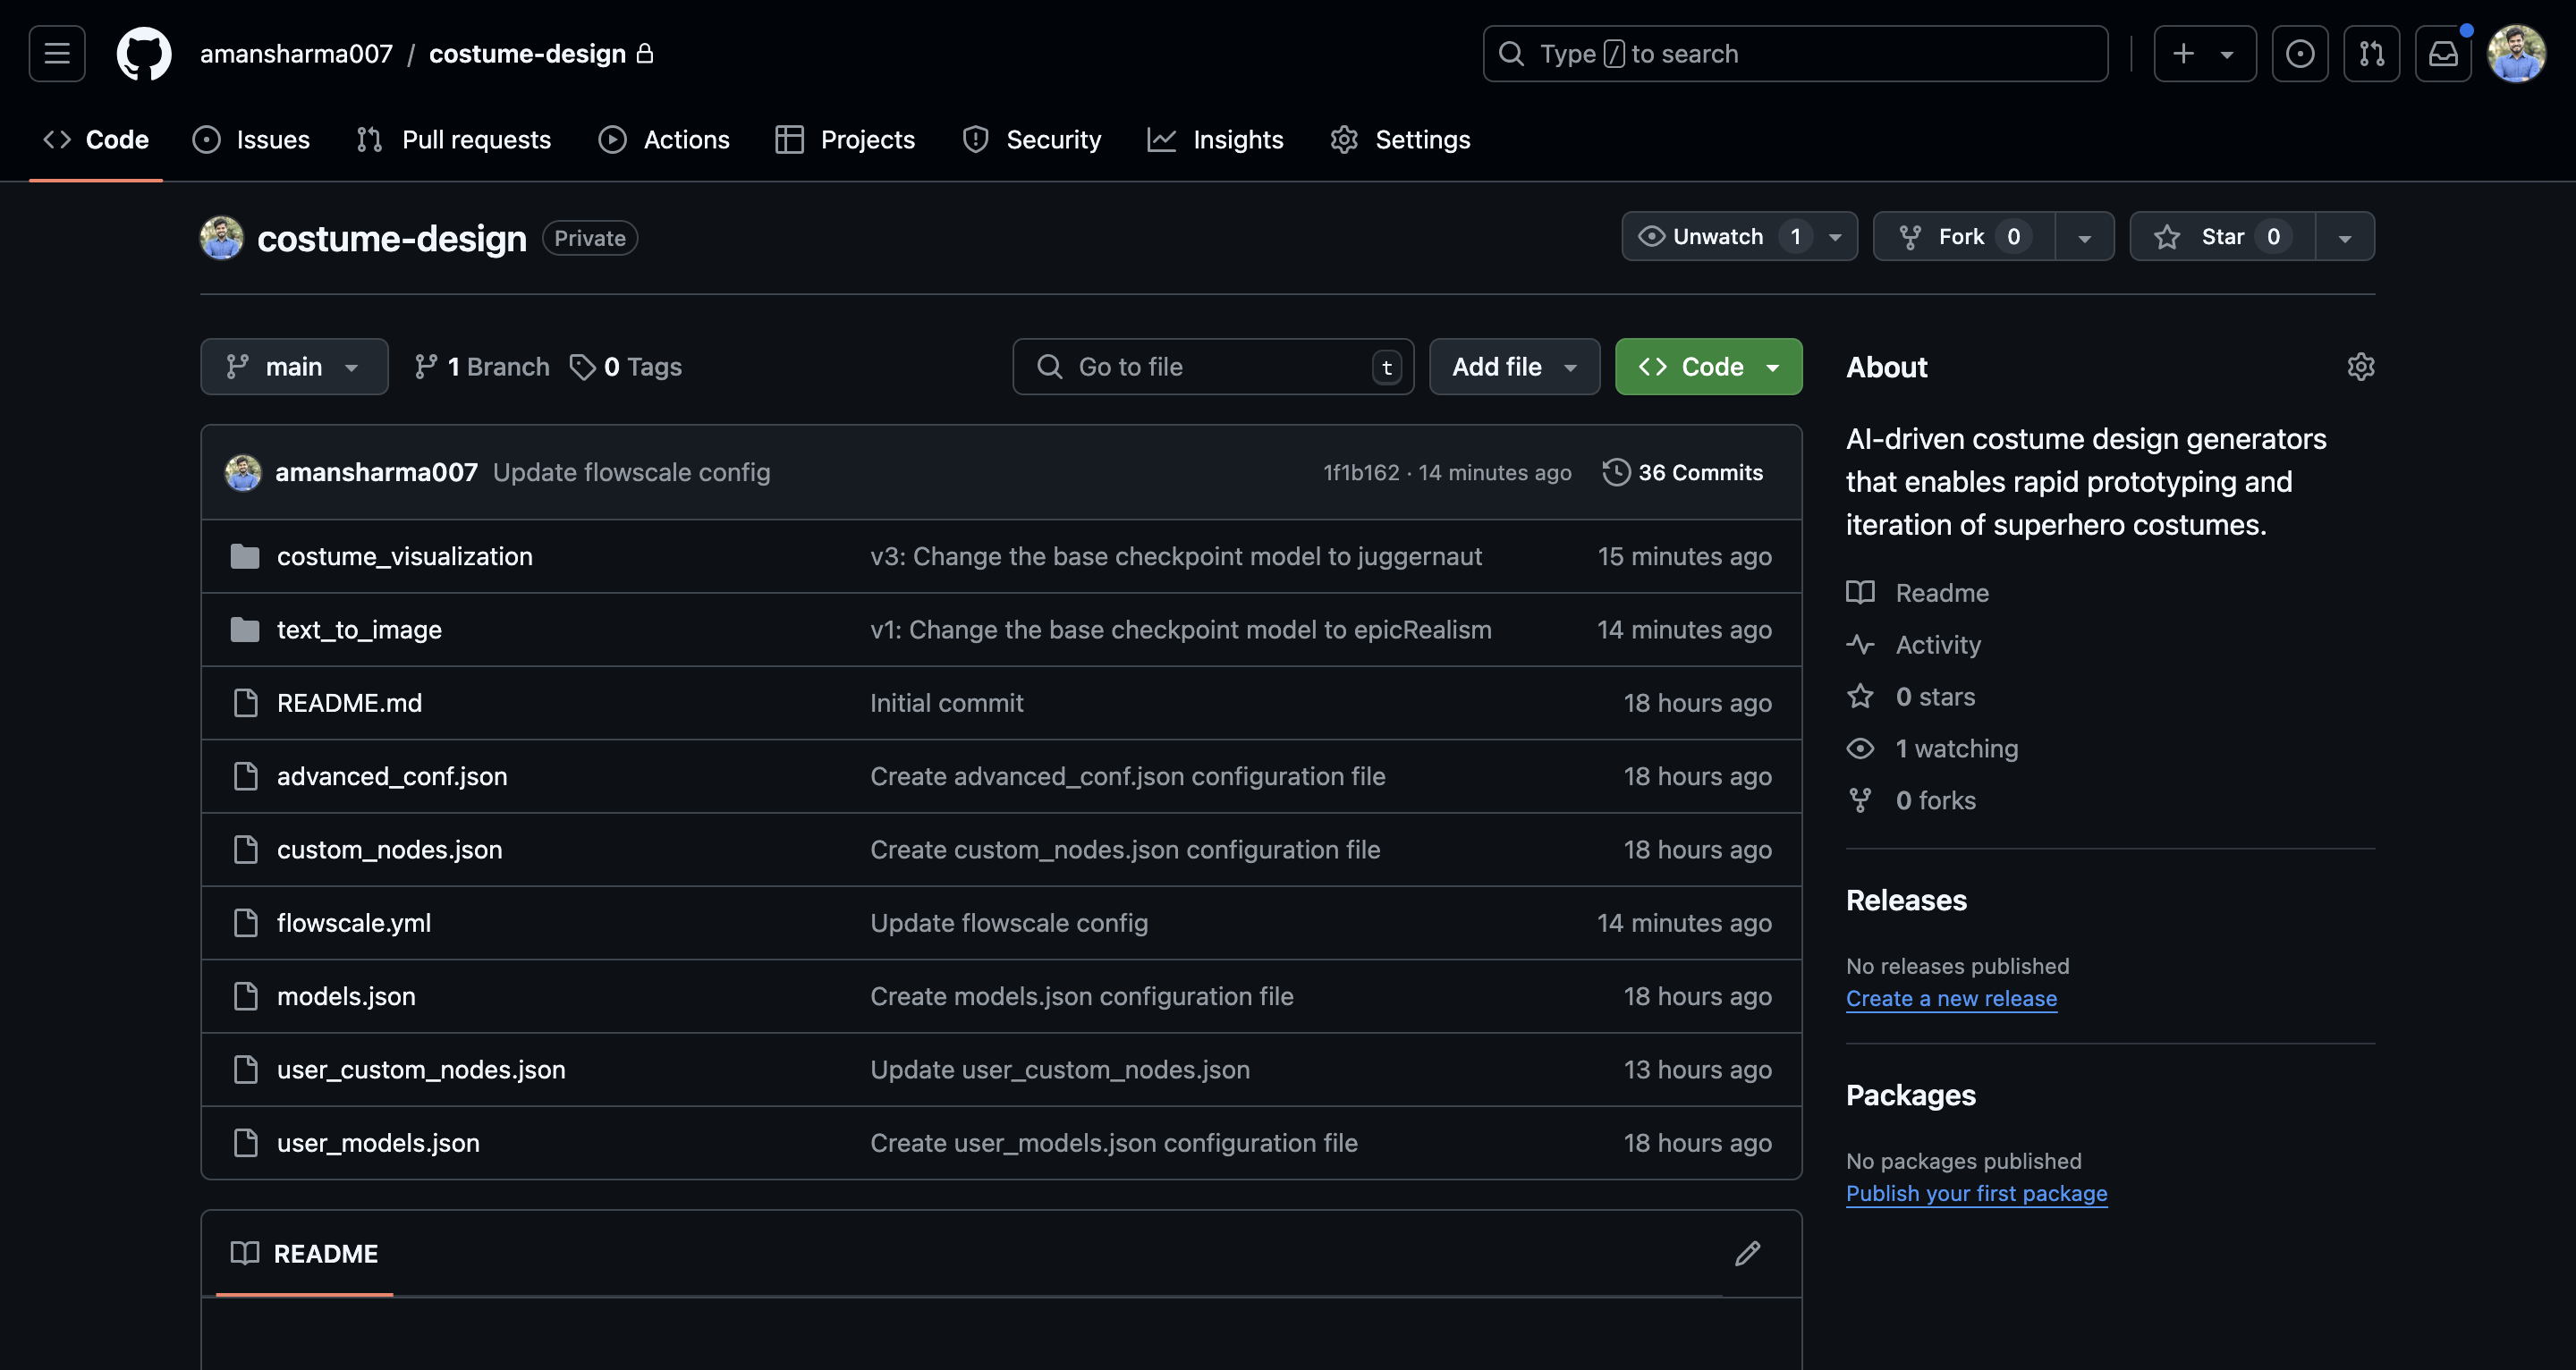 amansharma007 / costume-design
Type / to search
Code Issues Pull requests Actions Projects Security Insights Settings
costume-design Private
Unwatch 1 Fork 0 Star 0
main 1 Branch 0 Tags
Go to file t Add file Code
amansharma007 Update flowscale config 1f1b162 · 14 minutes ago 36 Commits
costume_visualization v3: Change the base checkpoint model to juggernaut 15 minutes ago
text_to_image v1: Change the base checkpoint model to epicRealism 14 minutes ago
README.md Initial commit 18 hours ago
advanced_conf.json Create advanced_conf.json configuration file 18 hours ago
custom_nodes.json Create custom_nodes.json configuration file 18 hours ago
flowscale.yml Update flowscale config 14 minutes ago
models.json Create models.json configuration file 18 hours ago
user_custom_nodes.json Update user_custom_nodes.json 13 hours ago
user_models.json Create user_models.json configuration file 18 hours ago
README
About
AI-driven costume design generators
that enables rapid prototyping and
iteration of superhero costumes.
Readme
Activity
0 stars
1 watching
0 forks
Releases
No releases published
Create a new release
Packages
No packages published
Publish your first package